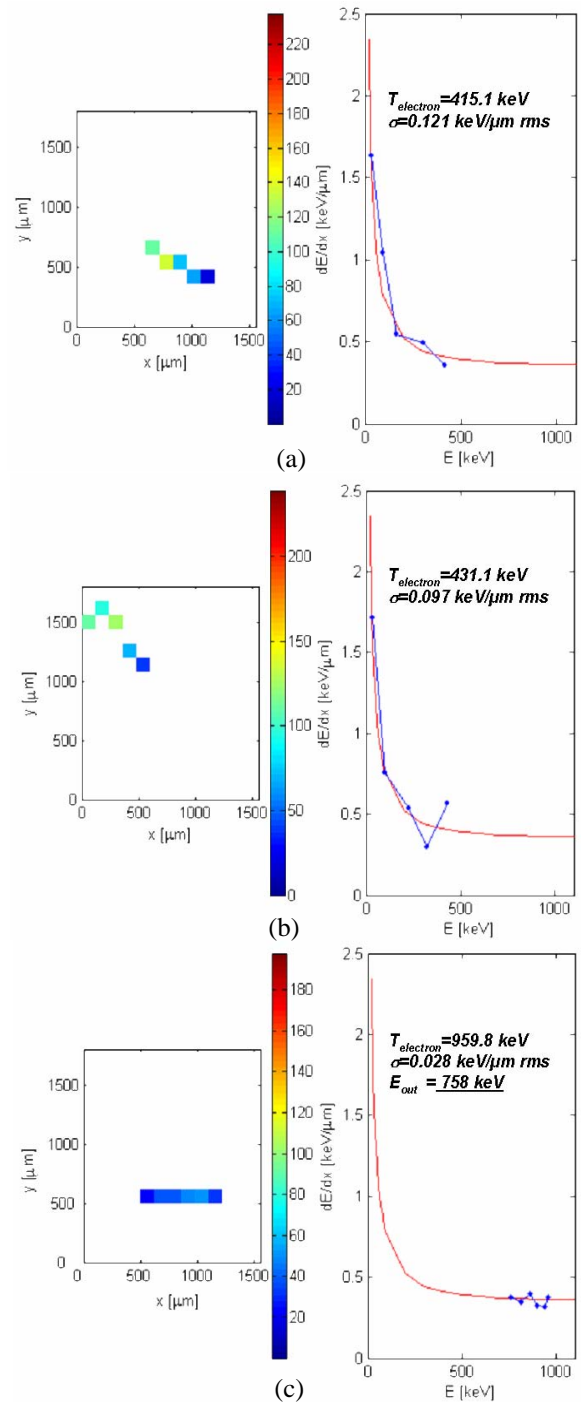 220
200
180
160
140
120
100
80
60
40
20
y [µm]
1500
1000
500
0
0 500 1000 1500
x [µm]
dE/dx [keV/µm]
2.5
2
1.5
1
0.5
0
0 500 1000
E [keV]
T electron=415.1 keV
σ=0.121 keV/µm rms
(a)
200
150
100
50
0
y [µm]
1500
1000
500
0
0 500 1000 1500
x [µm]
dE/dx [keV/µm]
2.5
2
1.5
1
0.5
0
0 500 1000
E [keV]
T electron=431.1 keV
σ=0.097 keV/µm rms
(b)
180
160
140
120
100
80
60
40
20
y [µm]
1500
1000
500
0
0 500 1000 1500
x [µm]
dE/dx [keV/µm]
2.5
2
1.5
1
0.5
0
0 500 1000
E [keV]
T electron=959.8 keV
σ=0.028 keV/µm rms
E out = 758 keV
(c)